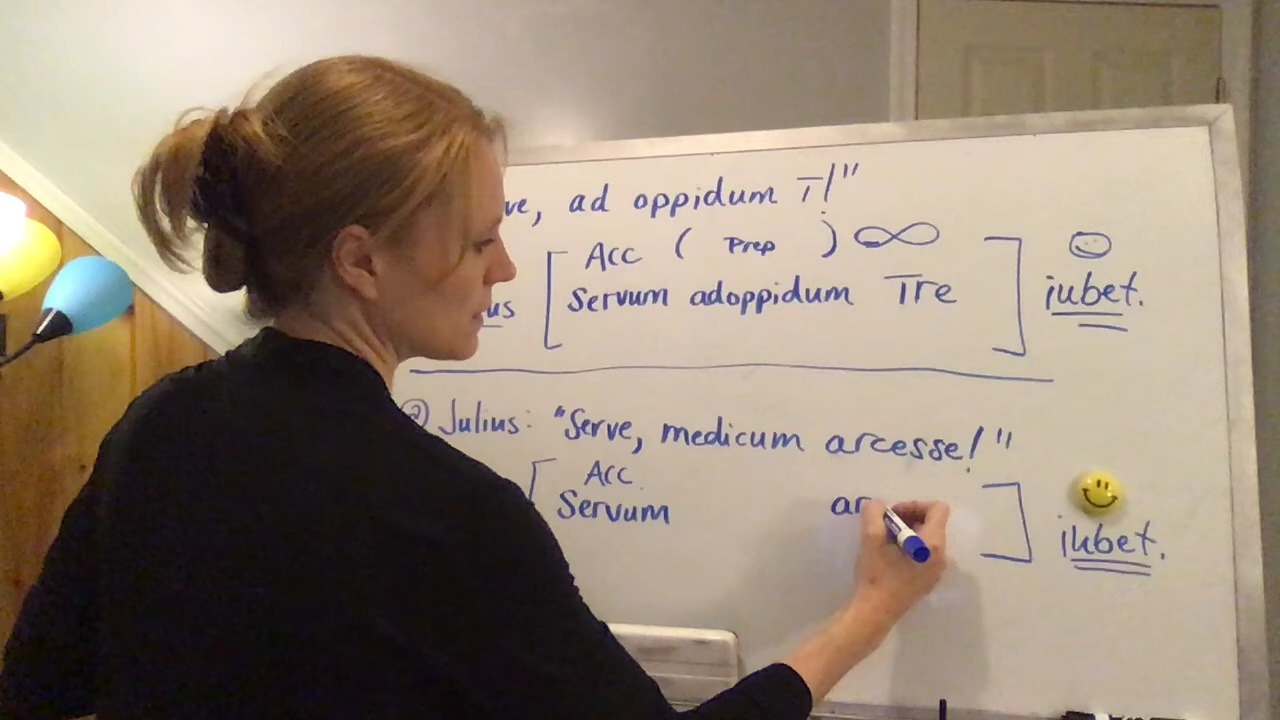 ve, ad oppidum ī!"
Acc ( Prep ) ∞
us [ Servum ad oppidum īre ] iubet.
② Julius: "Serve, medicum arcesse!"
Acc
[ Servum ar ] iubet.